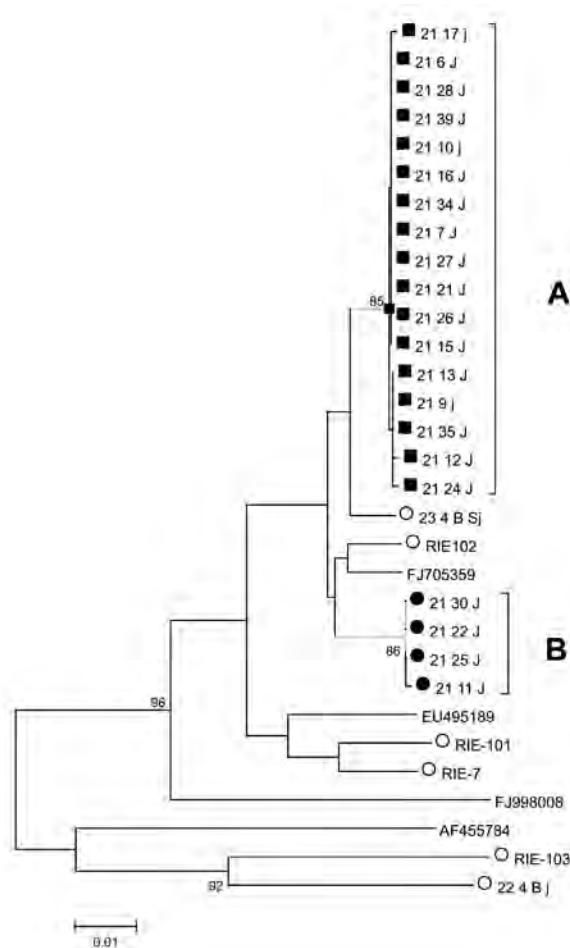 21 17 j
21 6 J
21 28 J
21 39 J
21 10 j
21 16 J
21 34 J
21 7 J
21 27 J
21 21 J
85
A
21 26 J
21 15 J
21 13 J
21 9 j
21 35 J
21 12 J
21 24 J
23 4 B Sj
RIE102
FJ705359
21 30 J
21 22 J
86
B
21 25 J
21 11 J
96
EU495189
RIE-101
RIE-7
FJ998008
AF455784
RIE-103
92
22 4 B j
0.01